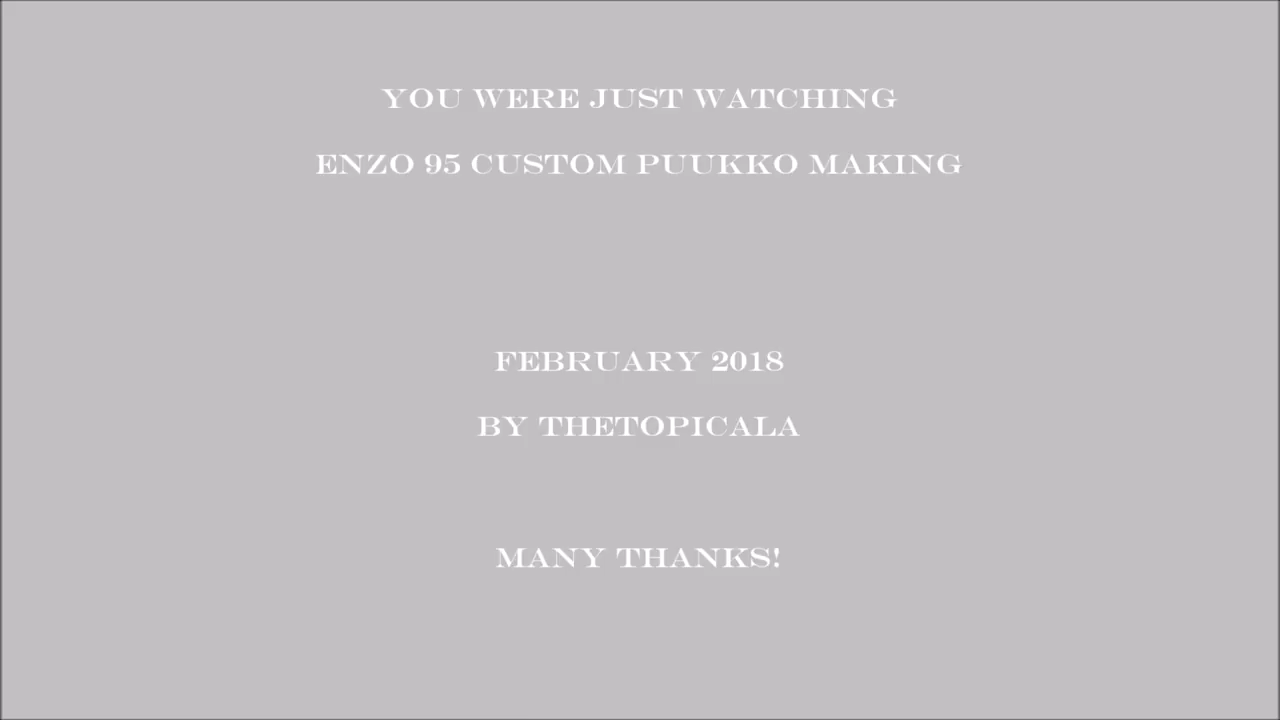 YOU WERE JUST WATCHING
ENZO 95 CUSTOM PUUKKO MAKING
FEBRUARY 2018
BY THETOPICALA
MANY THANKS!